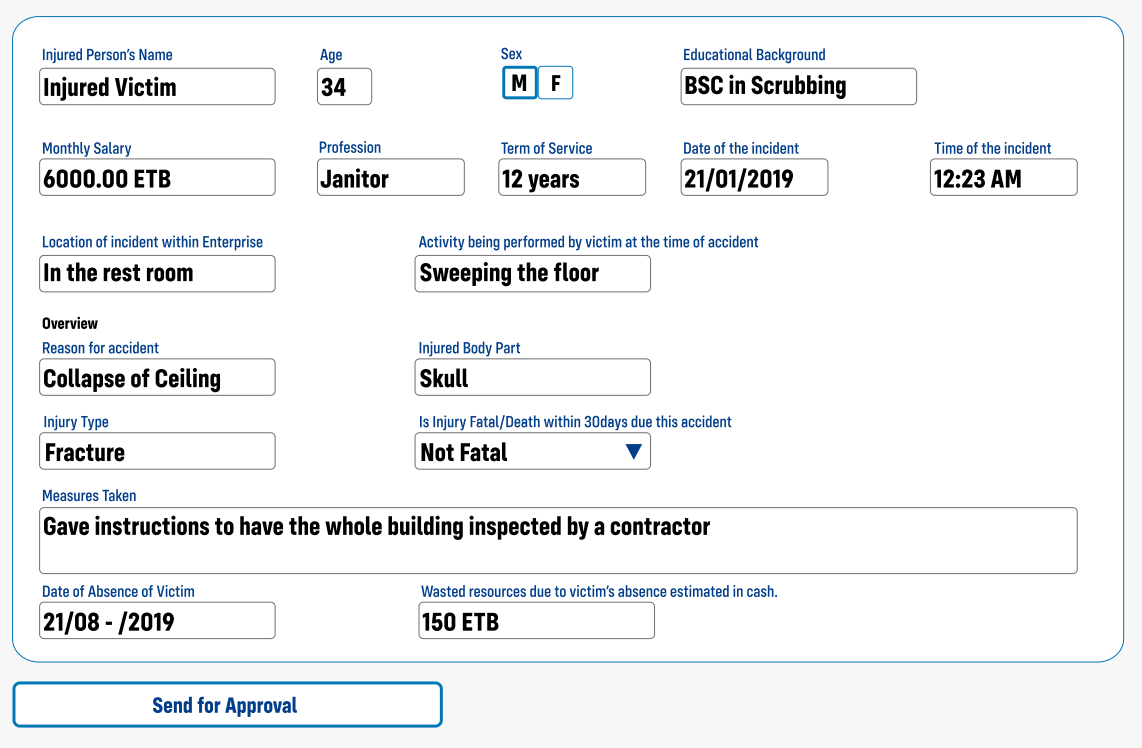 Injured Person's Name Age Sex Educational Background
Injured Victim 34 M F BSC in Scrubbing
Monthly Salary Profession Term of Service Date of the incident Time of the incident
6000.00 ETB Janitor 12 years 21/01/2019 12:23 AM
Location of incident within Enterprise Activity being performed by victim at the time of accident
In the rest room Sweeping the floor
Overview
Reason for accident Injured Body Part
Collapse of Ceiling Skull
Injury Type Is Injury Fatal/Death within 30days due this accident
Fracture Not Fatal
Measures Taken
Gave instructions to have the whole building inspected by a contractor
Date of Absence of Victim Wasted resources due to victim's absence estimated in cash.
21/08 - /2019 150 ETB
Send for Approval